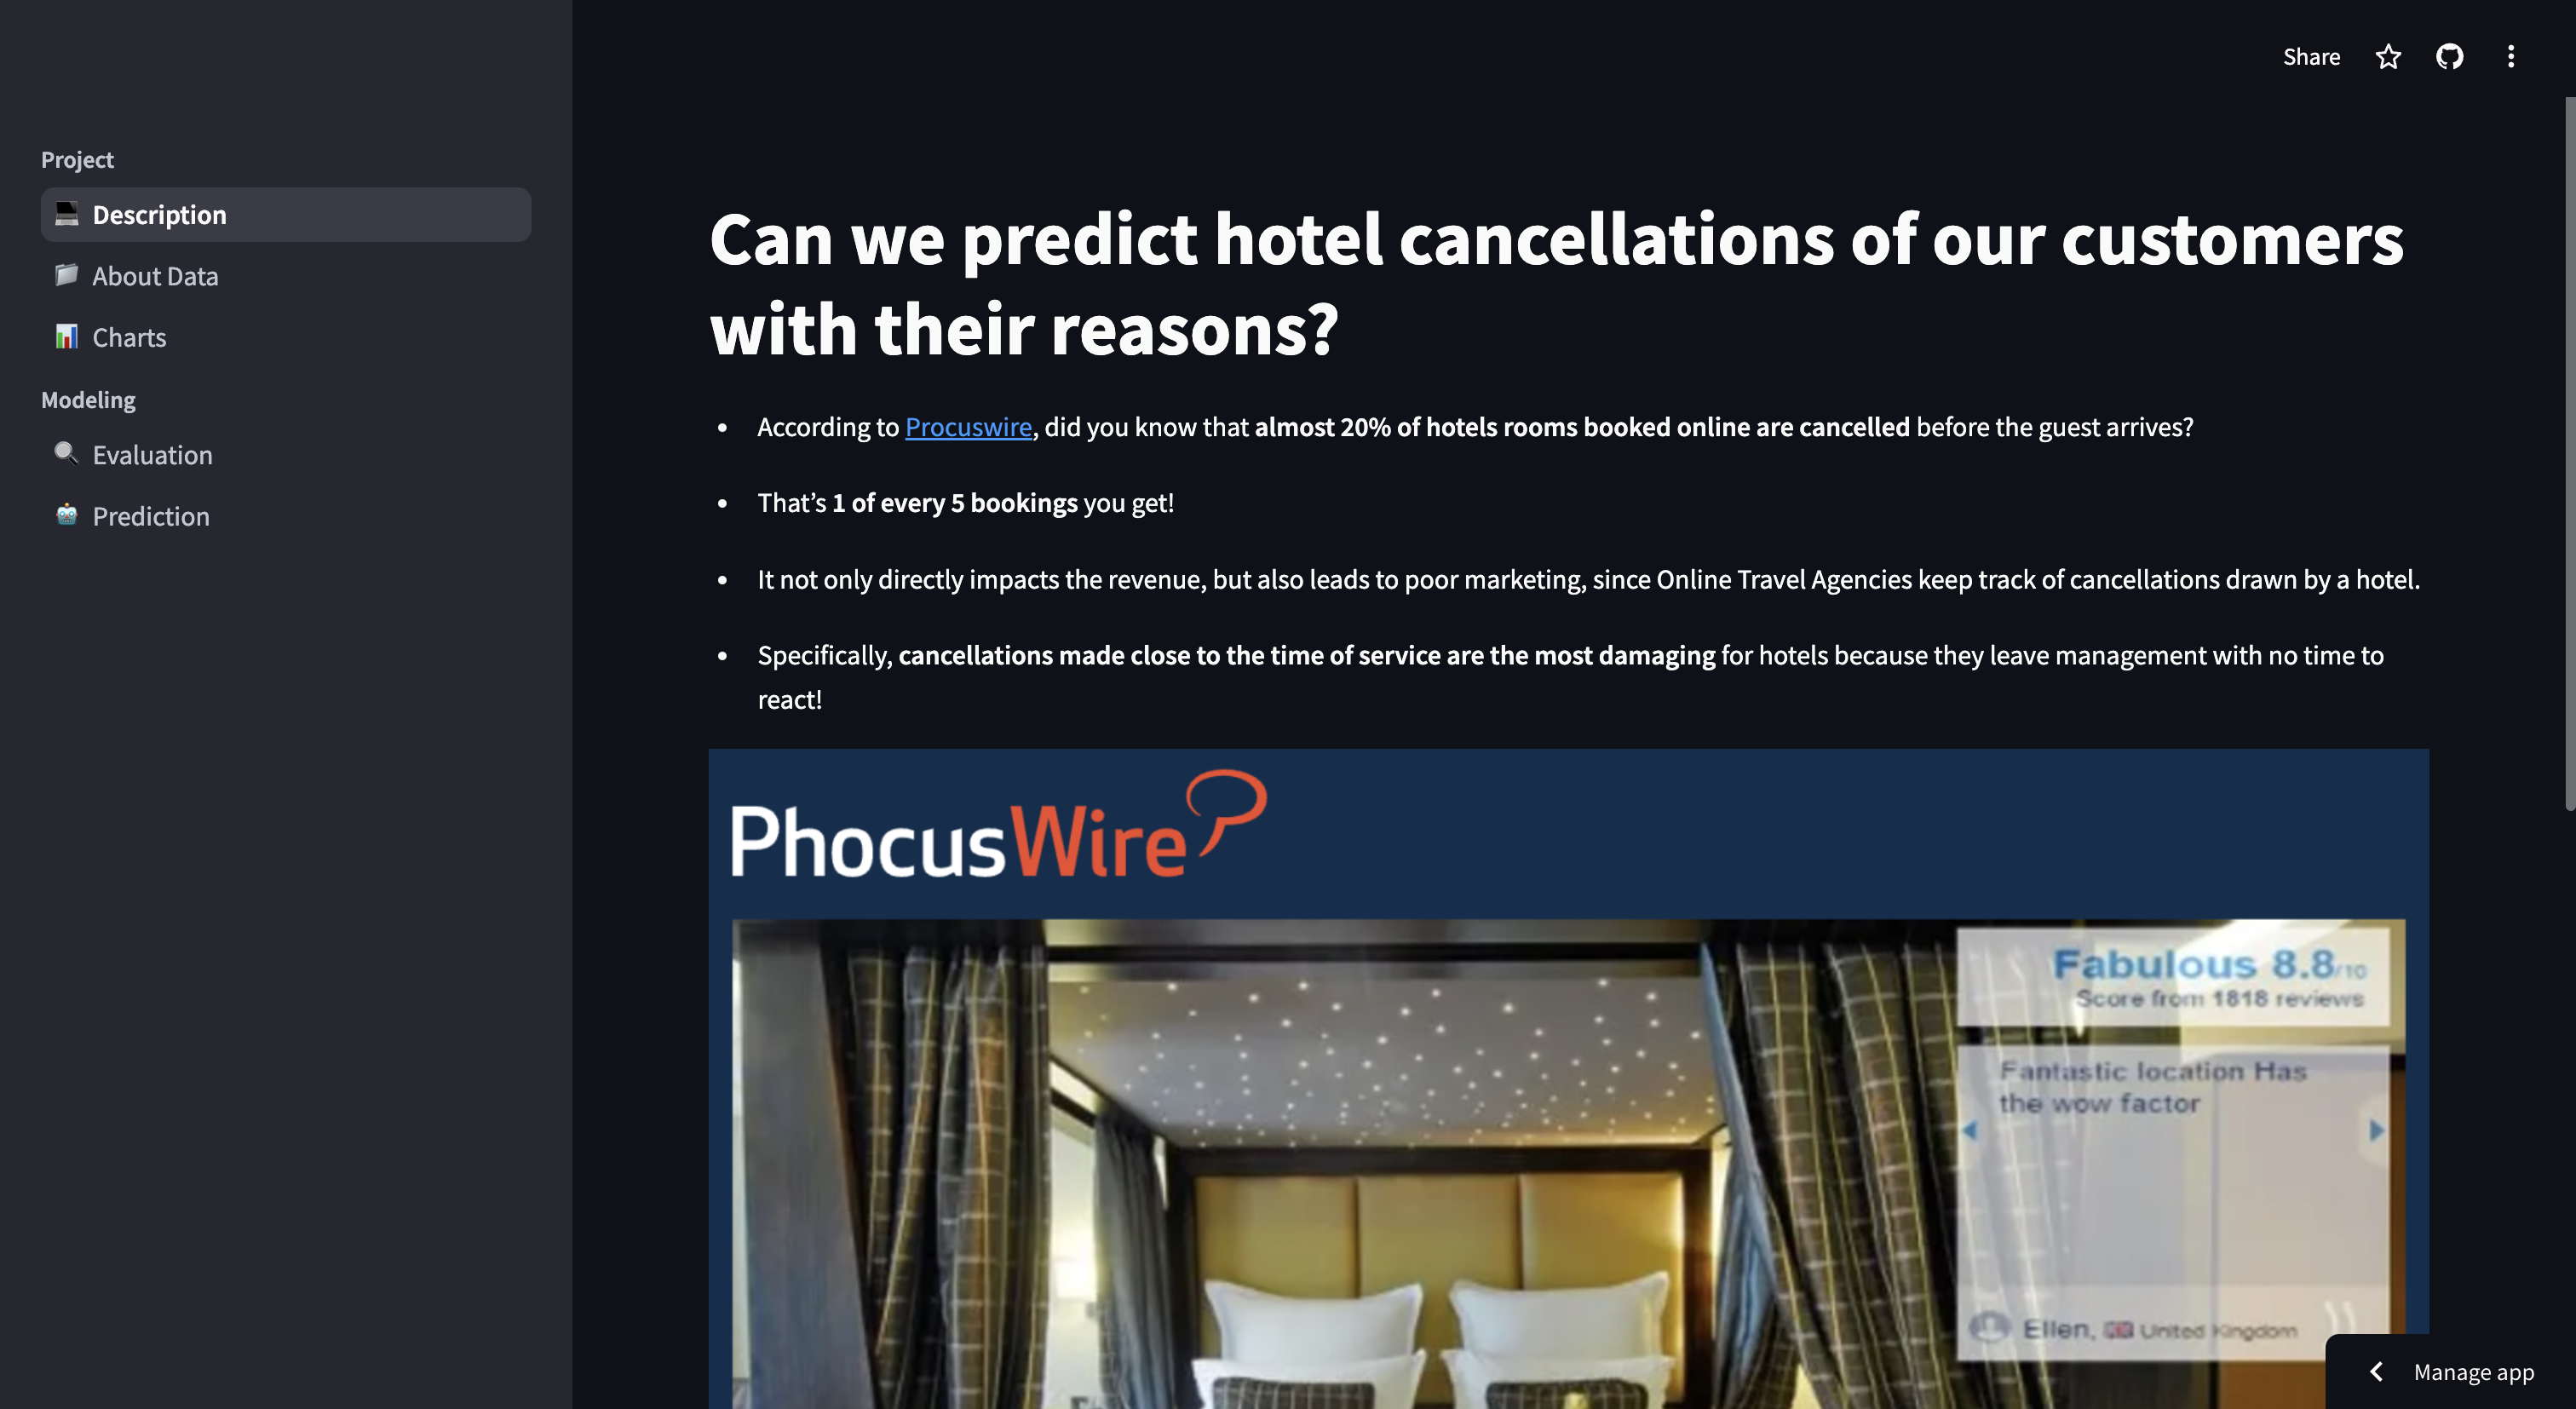 Share
Project
Description
About Data
Charts
Modeling
Evaluation
Prediction
Can we predict hotel cancellations of our customers
with their reasons?
According to Procuswire, did you know that almost 20% of hotels rooms booked online are cancelled before the guest arrives?
That’s 1 of every 5 bookings you get!
It not only directly impacts the revenue, but also leads to poor marketing, since Online Travel Agencies keep track of cancellations drawn by a hotel.
Specifically, cancellations made close to the time of service are the most damaging for hotels because they leave management with no time to
react!
PhocusWire
Fabulous 8.8/10
Score from 1818 reviews
Fantastic location Has
the wow factor
Ellen, United Kingdom
Manage app